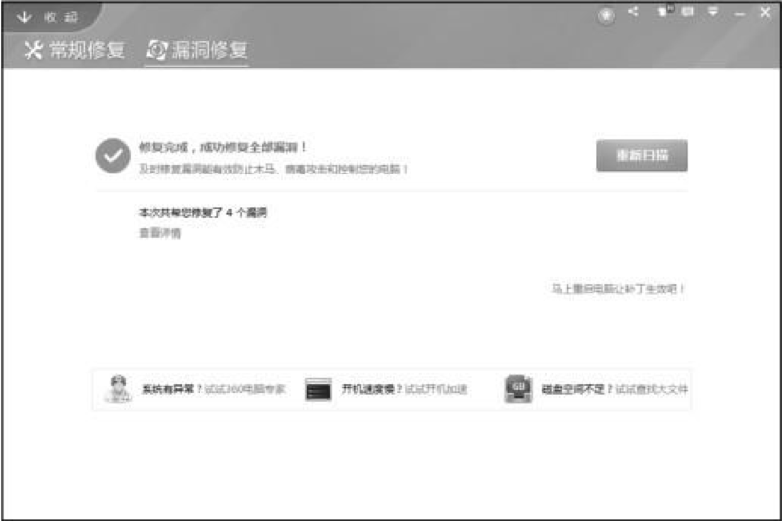 收起
常规修复 漏洞修复
修复完成，成功修复全部漏洞！
及时修复漏洞能有效防止木马、病毒攻击和控制您的电脑！
重新扫描
本次共帮您修复了 4 个漏洞
查看详情
马上重启电脑让补丁生效吧！
系统有异常？试试360电脑专家 开机速度慢？试试开机加速 磁盘空间不足？试试查找大文件